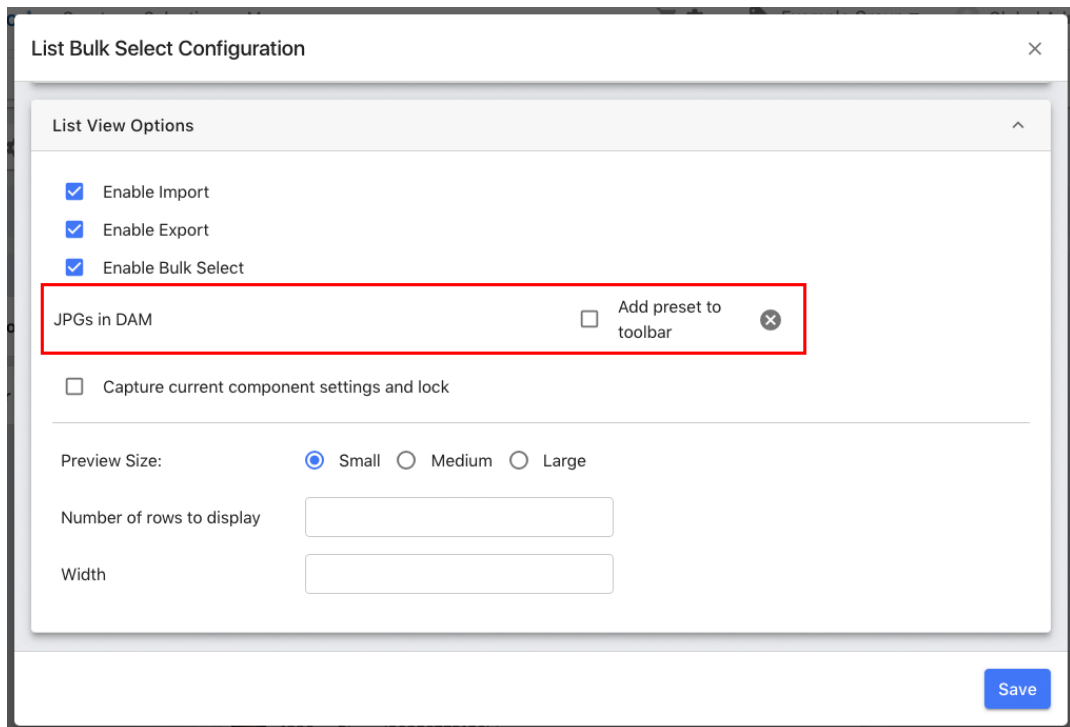 List Bulk Select Configuration
List View Options
Enable Import
Enable Export
Enable Bulk Select
JPGs in DAM
Add preset to
toolbar
Capture current component settings and lock
Preview Size:
Small
Medium
Large
Number of rows to display
Width
Save